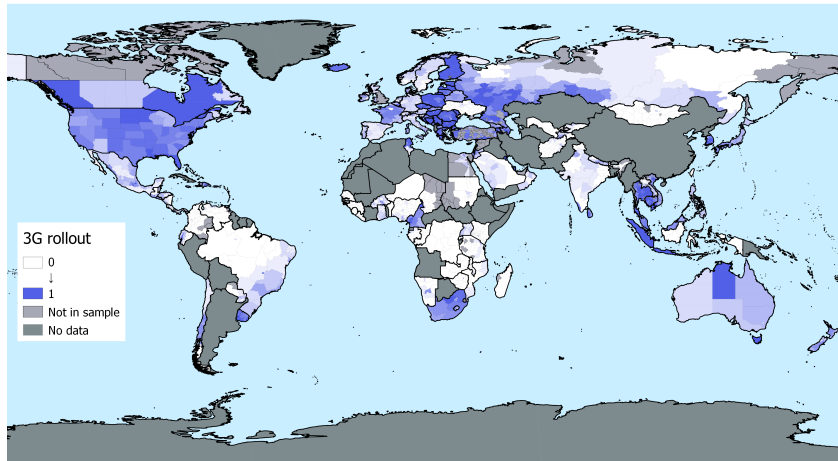 3G rollout
0
↓
1
Not in sample
No data